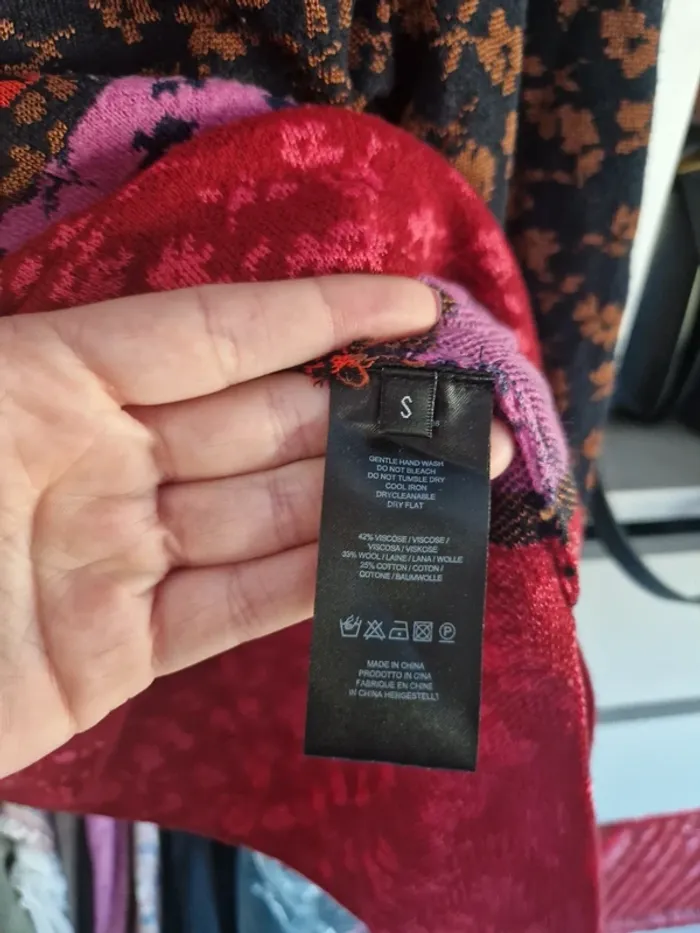 S
GENTLE HAND WASH
DO NOT BLEACH
DO NOT TUMBLE DRY
COOL IRON
DRYCLEANABLE
DRY FLAT
42% VISCOSE / VISCOSE /
VISCOSA / VISKOSE
33% WOOL / LAINE / LANA / WOLLE
25% COTTON / COTON /
COTONE / BAUMWOLLE
P
MADE IN CHINA
PRODOTTO IN CINA
FABRIQUE EN CHINE
IN CHINA HERGESTELLT